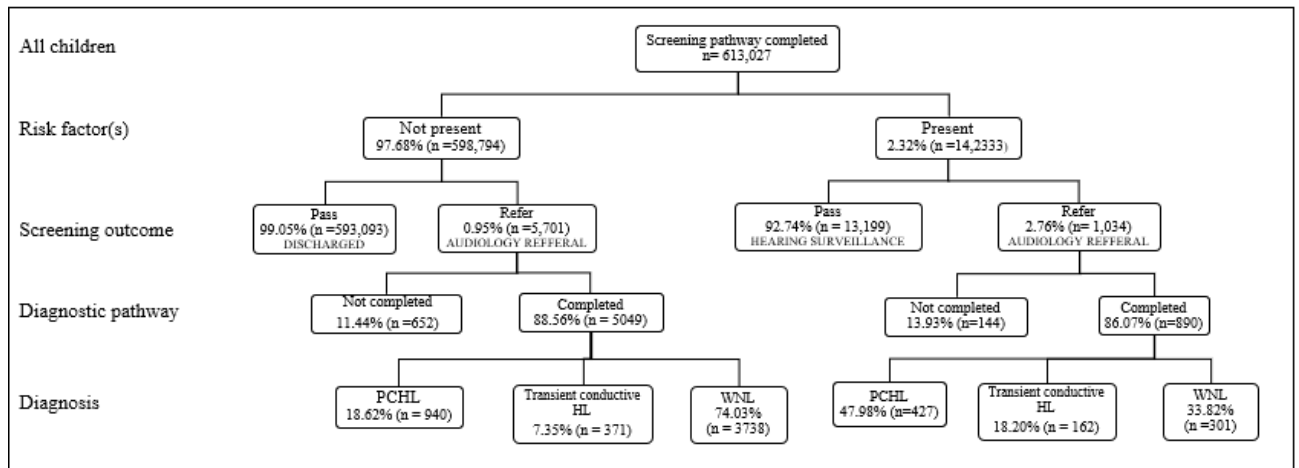 All children
Screening pathway completed
n= 613,027
Risk factor(s)
Not present
97.68% (n =598,794)
Present
2.32% (n =14,2333)
Screening outcome
Pass
99.05% (n =593,093)
DISCHARGED
Refer
0.95% (n =5,701)
AUDIOLOGY REFFERAL
Pass
92.74% (n = 13,199)
HEARING SURVEILLANCE
Refer
2.76% (n= 1,034)
AUDIOLOGY REFFERAL
Diagnostic pathway
Not completed
11.44% (n =652)
Completed
88.56% (n = 5049)
Not completed
13.93% (n=144)
Completed
86.07% (n=890)
Diagnosis
PCHL
18.62% (n = 940)
Transient conductive
HL
7.35% (n = 371)
WNL
74.03%
(n = 3738)
PCHL
47.98% (n=427)
Transient conductive
HL
18.20% (n = 162)
WNL
33.82%
(n =301)